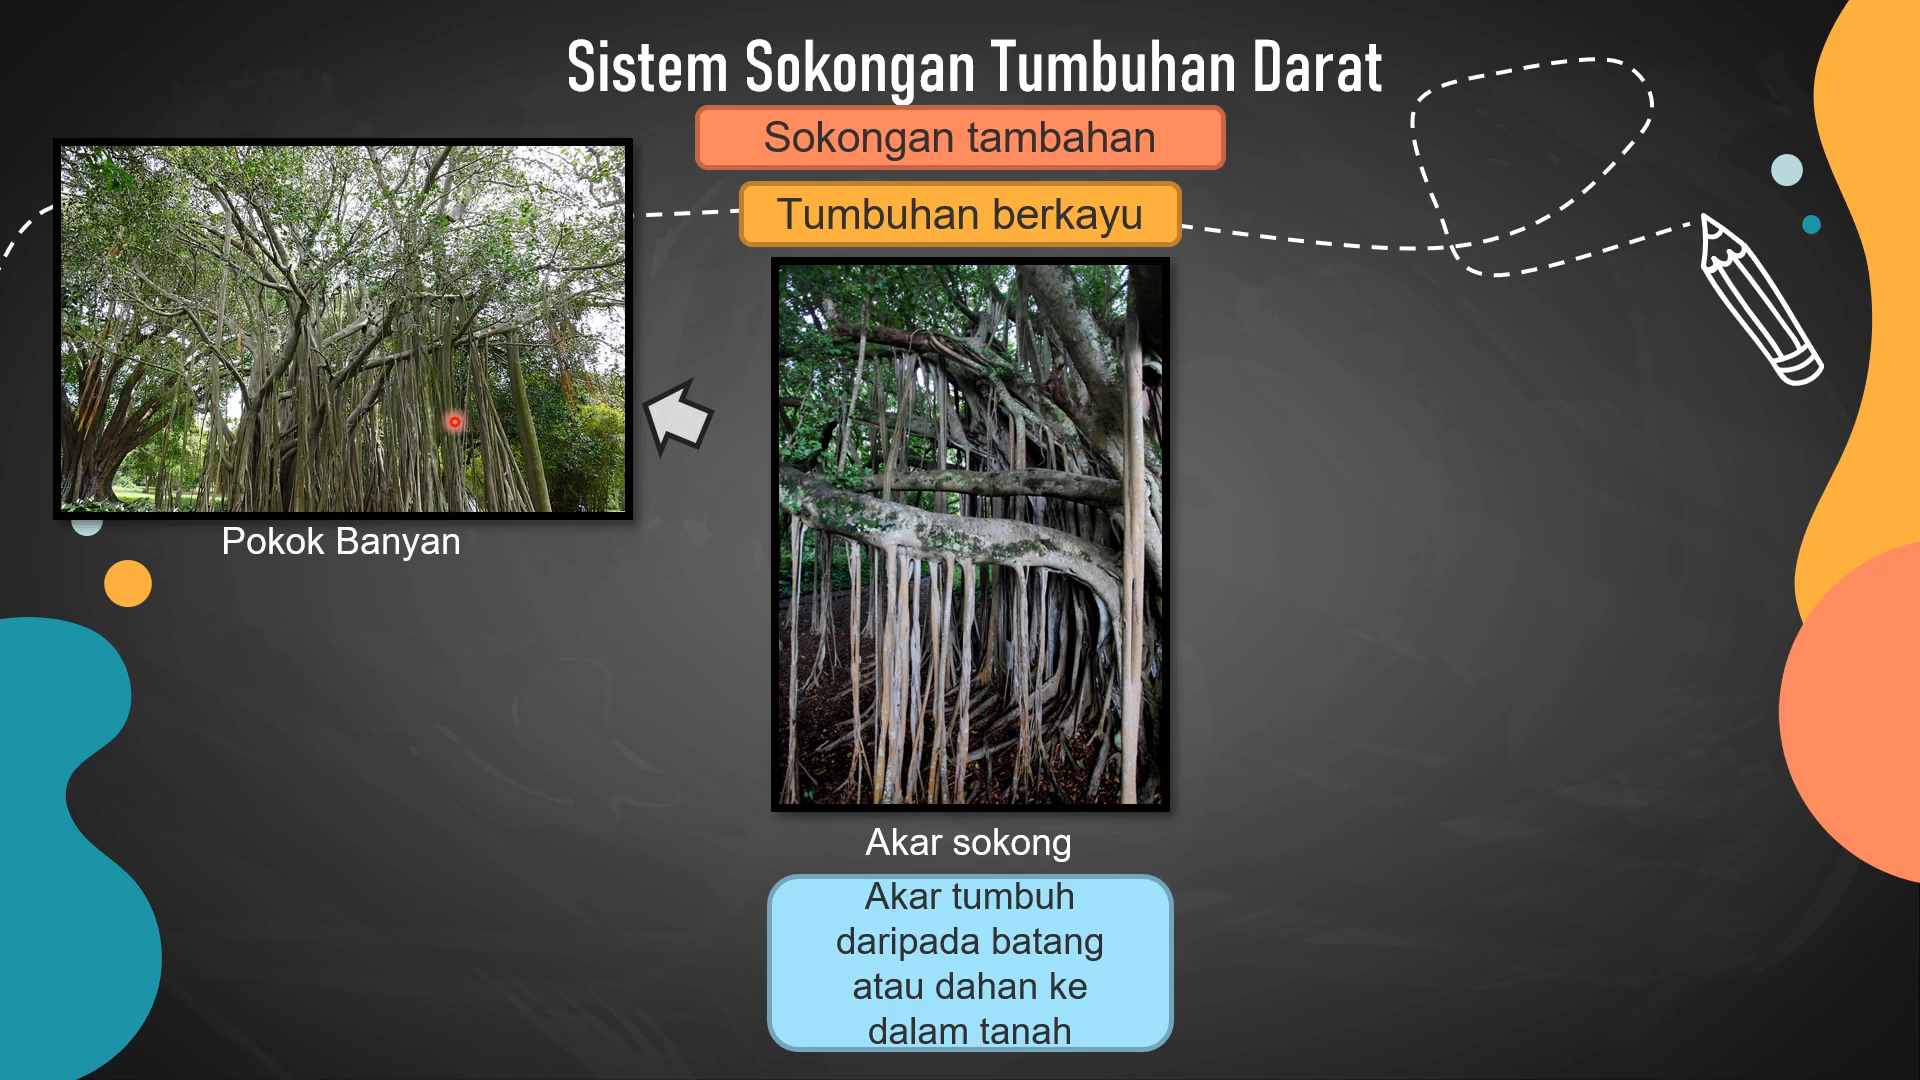 Sistem Sokongan Tumbuhan Darat
Sokongan tambahan
Tumbuhan berkayu
Pokok Banyan
Akar sokong
Akar tumbuh
daripada batang
atau dahan ke
dalam tanah